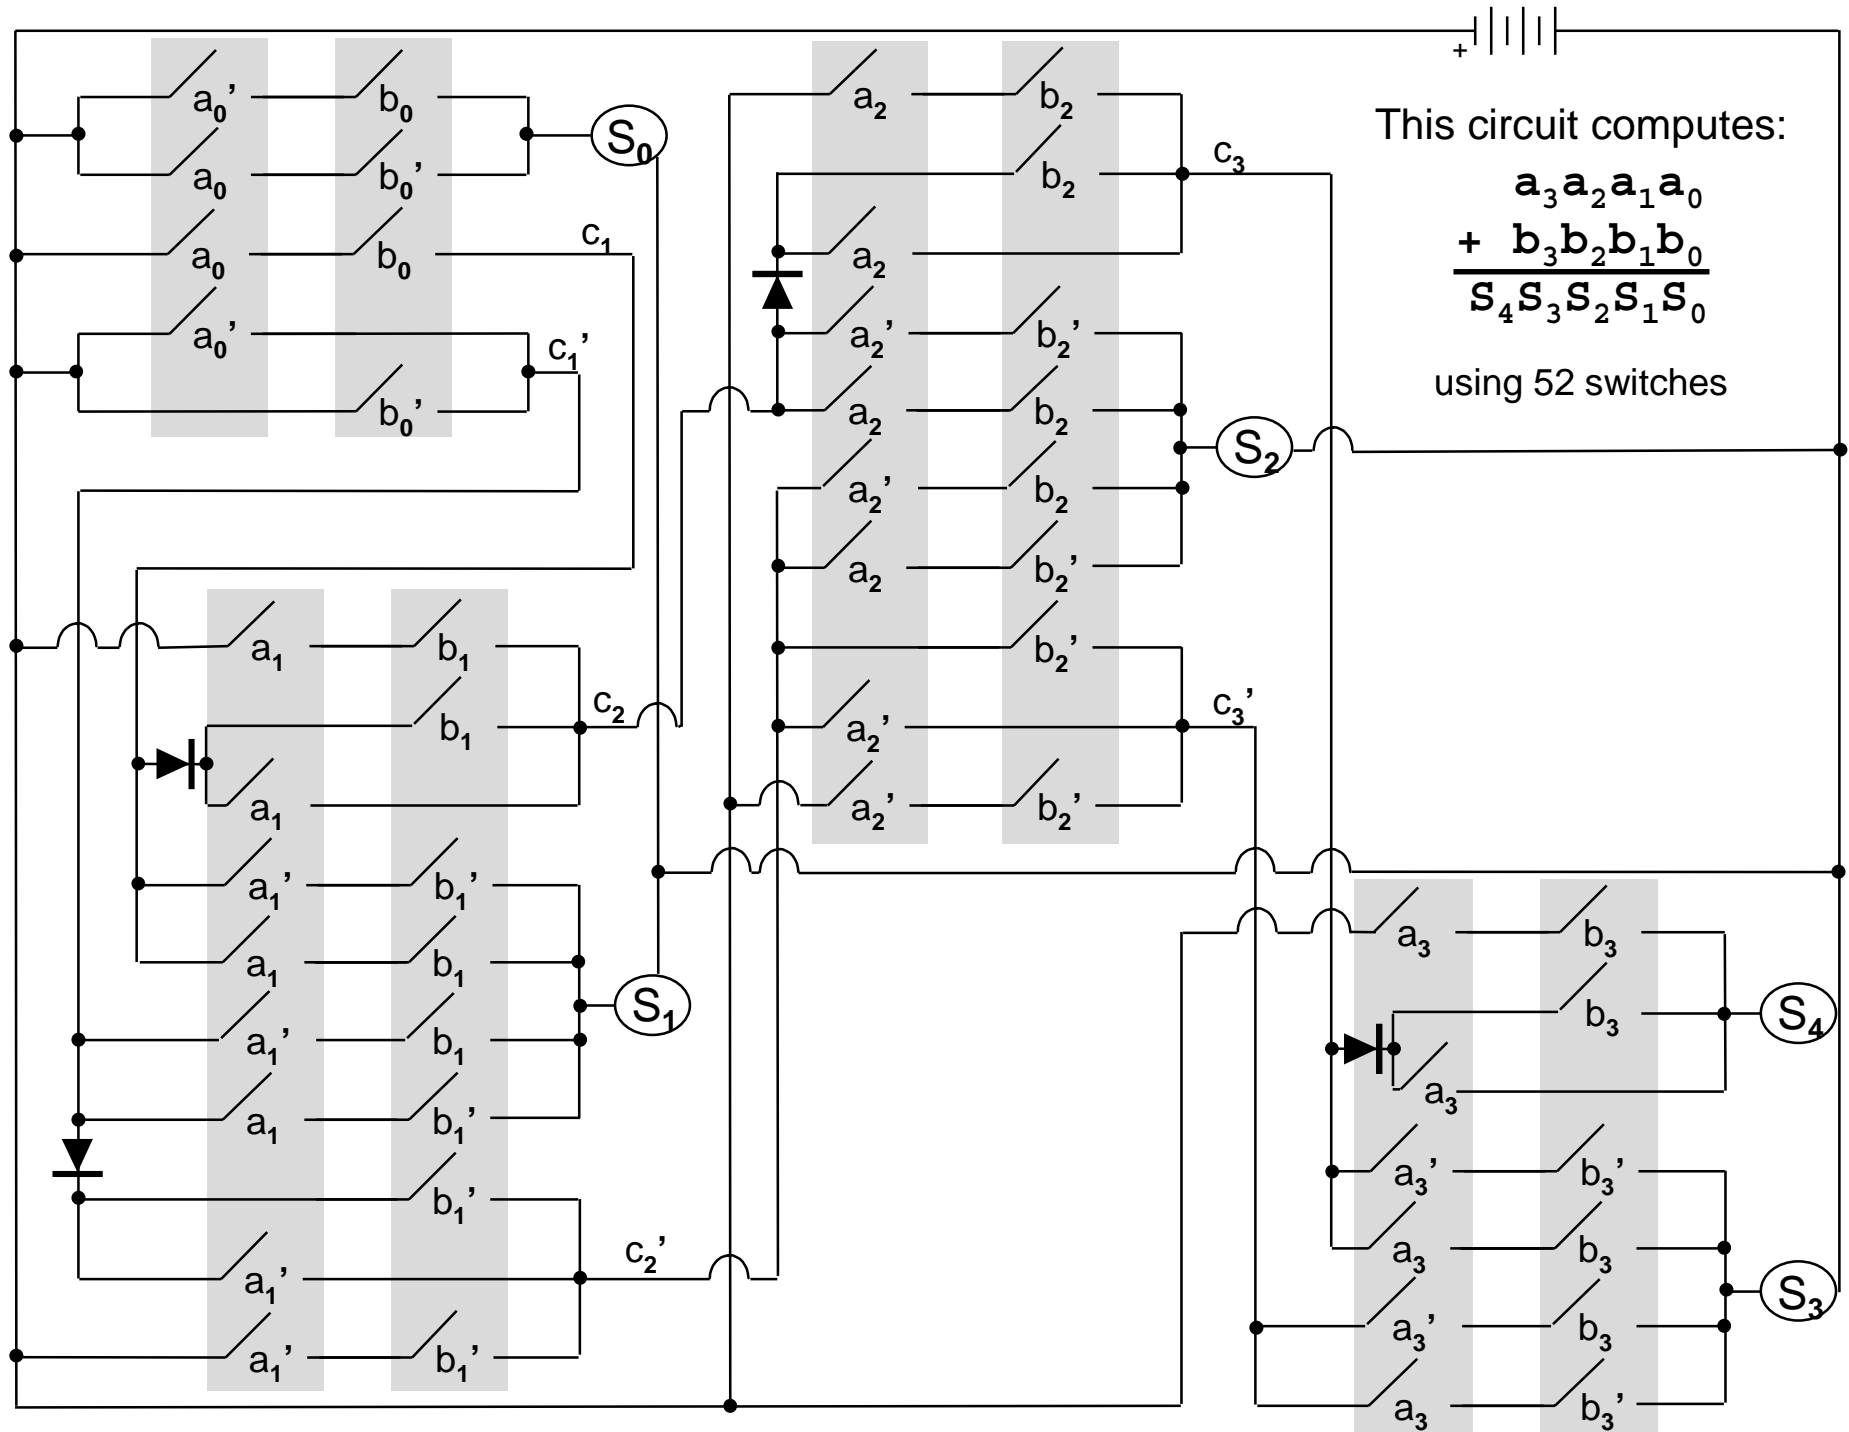 +
This circuit computes:
a₃a₂a₁a₀
+ b₃b₂b₁b₀
S₄S₃S₂S₁S₀
using 52 switches
a₀’ b₀
S₀
a₀ b₀’
a₀ b₀ c₁
a₀’
c₁’
b₀’
a₁ b₁
b₁ c₂
a₁
a₁’ b₁’
a₁ b₁
S₁
a₁’ b₁
a₁ b₁’
b₁’
a₁’ c₂’
a₁’ b₁’
a₂ b₂
b₂ c₃
a₂
a₂’ b₂’
a₂ b₂
S₂
a₂’ b₂
a₂ b₂’
b₂’
a₂’ c₃’
a₂’ b₂’
a₃ b₃
b₃ S₄
a₃
a₃’ b₃’
a₃ b₃
S₃
a₃’ b₃
a₃ b₃’